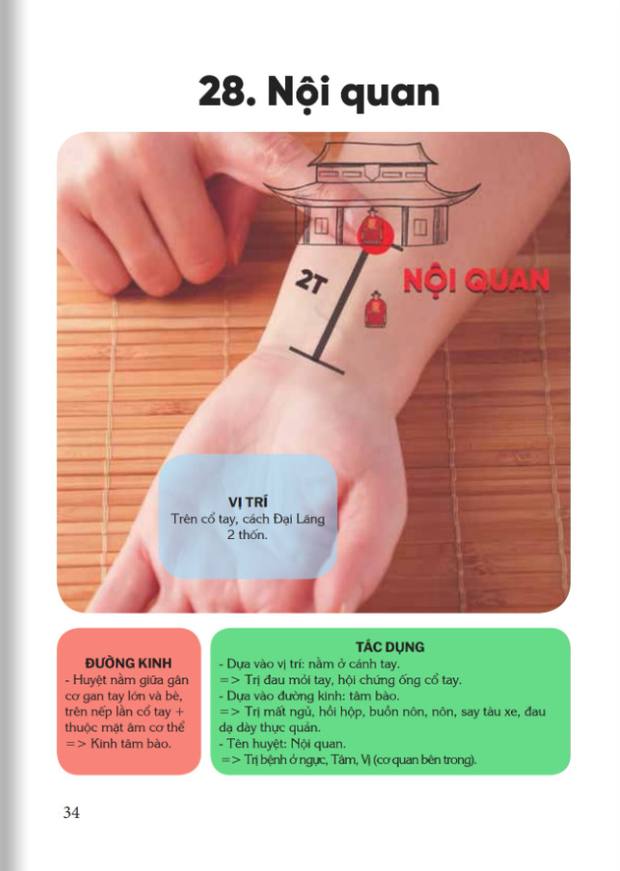 28. Nội quan
2T
NỘI QUAN
VỊ TRÍ
Trên cổ tay, cách Đại Lăng
2 thốn.
ĐƯỜNG KINH
- Huyệt nằm giữa gân
cơ gan tay lớn và bé,
trên nếp lằn cổ tay +
thuộc mặt âm cơ thể
=> Kinh tâm bào.
TÁC DỤNG
- Dựa vào vị trí: nằm ở cánh tay.
=> Trị đau mỏi tay, hội chứng ống cổ tay.
- Dựa vào đường kinh: tâm bào.
=> Trị mất ngủ, hồi hộp, buồn nôn, nôn, say tàu xe, đau
dạ dày thực quản.
- Tên huyệt: Nội quan.
=> Trị bệnh ở ngực, Tâm, Vị (cơ quan bên trong).
34